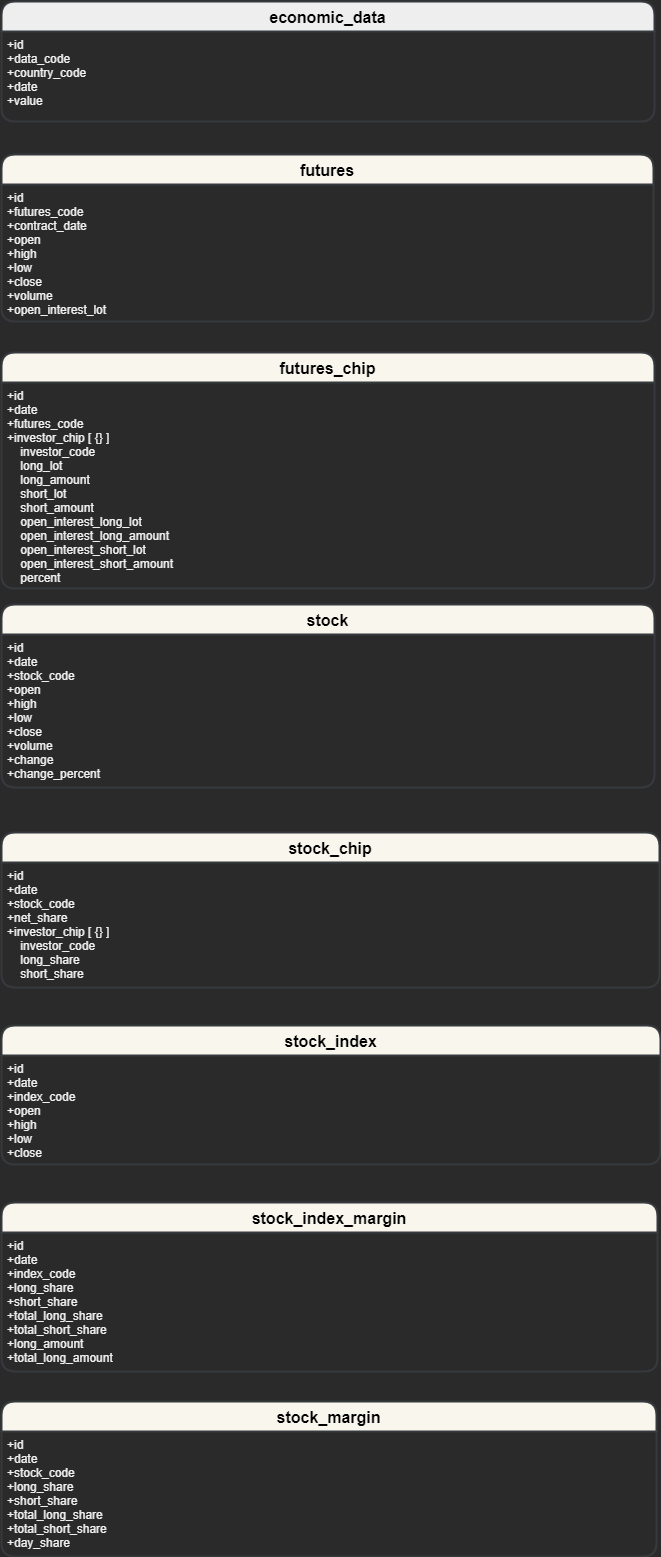 economic_data
+id
+data_code
+country_code
+date
+value
futures
+id
+futures_code
+contract_date
+open
+high
+low
+close
+volume
+open_interest_lot
futures_chip
+id
+date
+futures_code
+investor_chip [ {} ]
investor_code
long_lot
long_amount
short_lot
short_amount
open_interest_long_lot
open_interest_long_amount
open_interest_short_lot
open_interest_short_amount
percent
stock
+id
+date
+stock_code
+open
+high
+low
+close
+volume
+change
+change_percent
stock_chip
+id
+date
+stock_code
+net_share
+investor_chip [ {} ]
investor_code
long_share
short_share
stock_index
+id
+date
+index_code
+open
+high
+low
+close
stock_index_margin
+id
+date
+index_code
+long_share
+short_share
+total_long_share
+total_short_share
+long_amount
+total_long_amount
stock_margin
+id
+date
+stock_code
+long_share
+short_share
+total_long_share
+total_short_share
+day_share